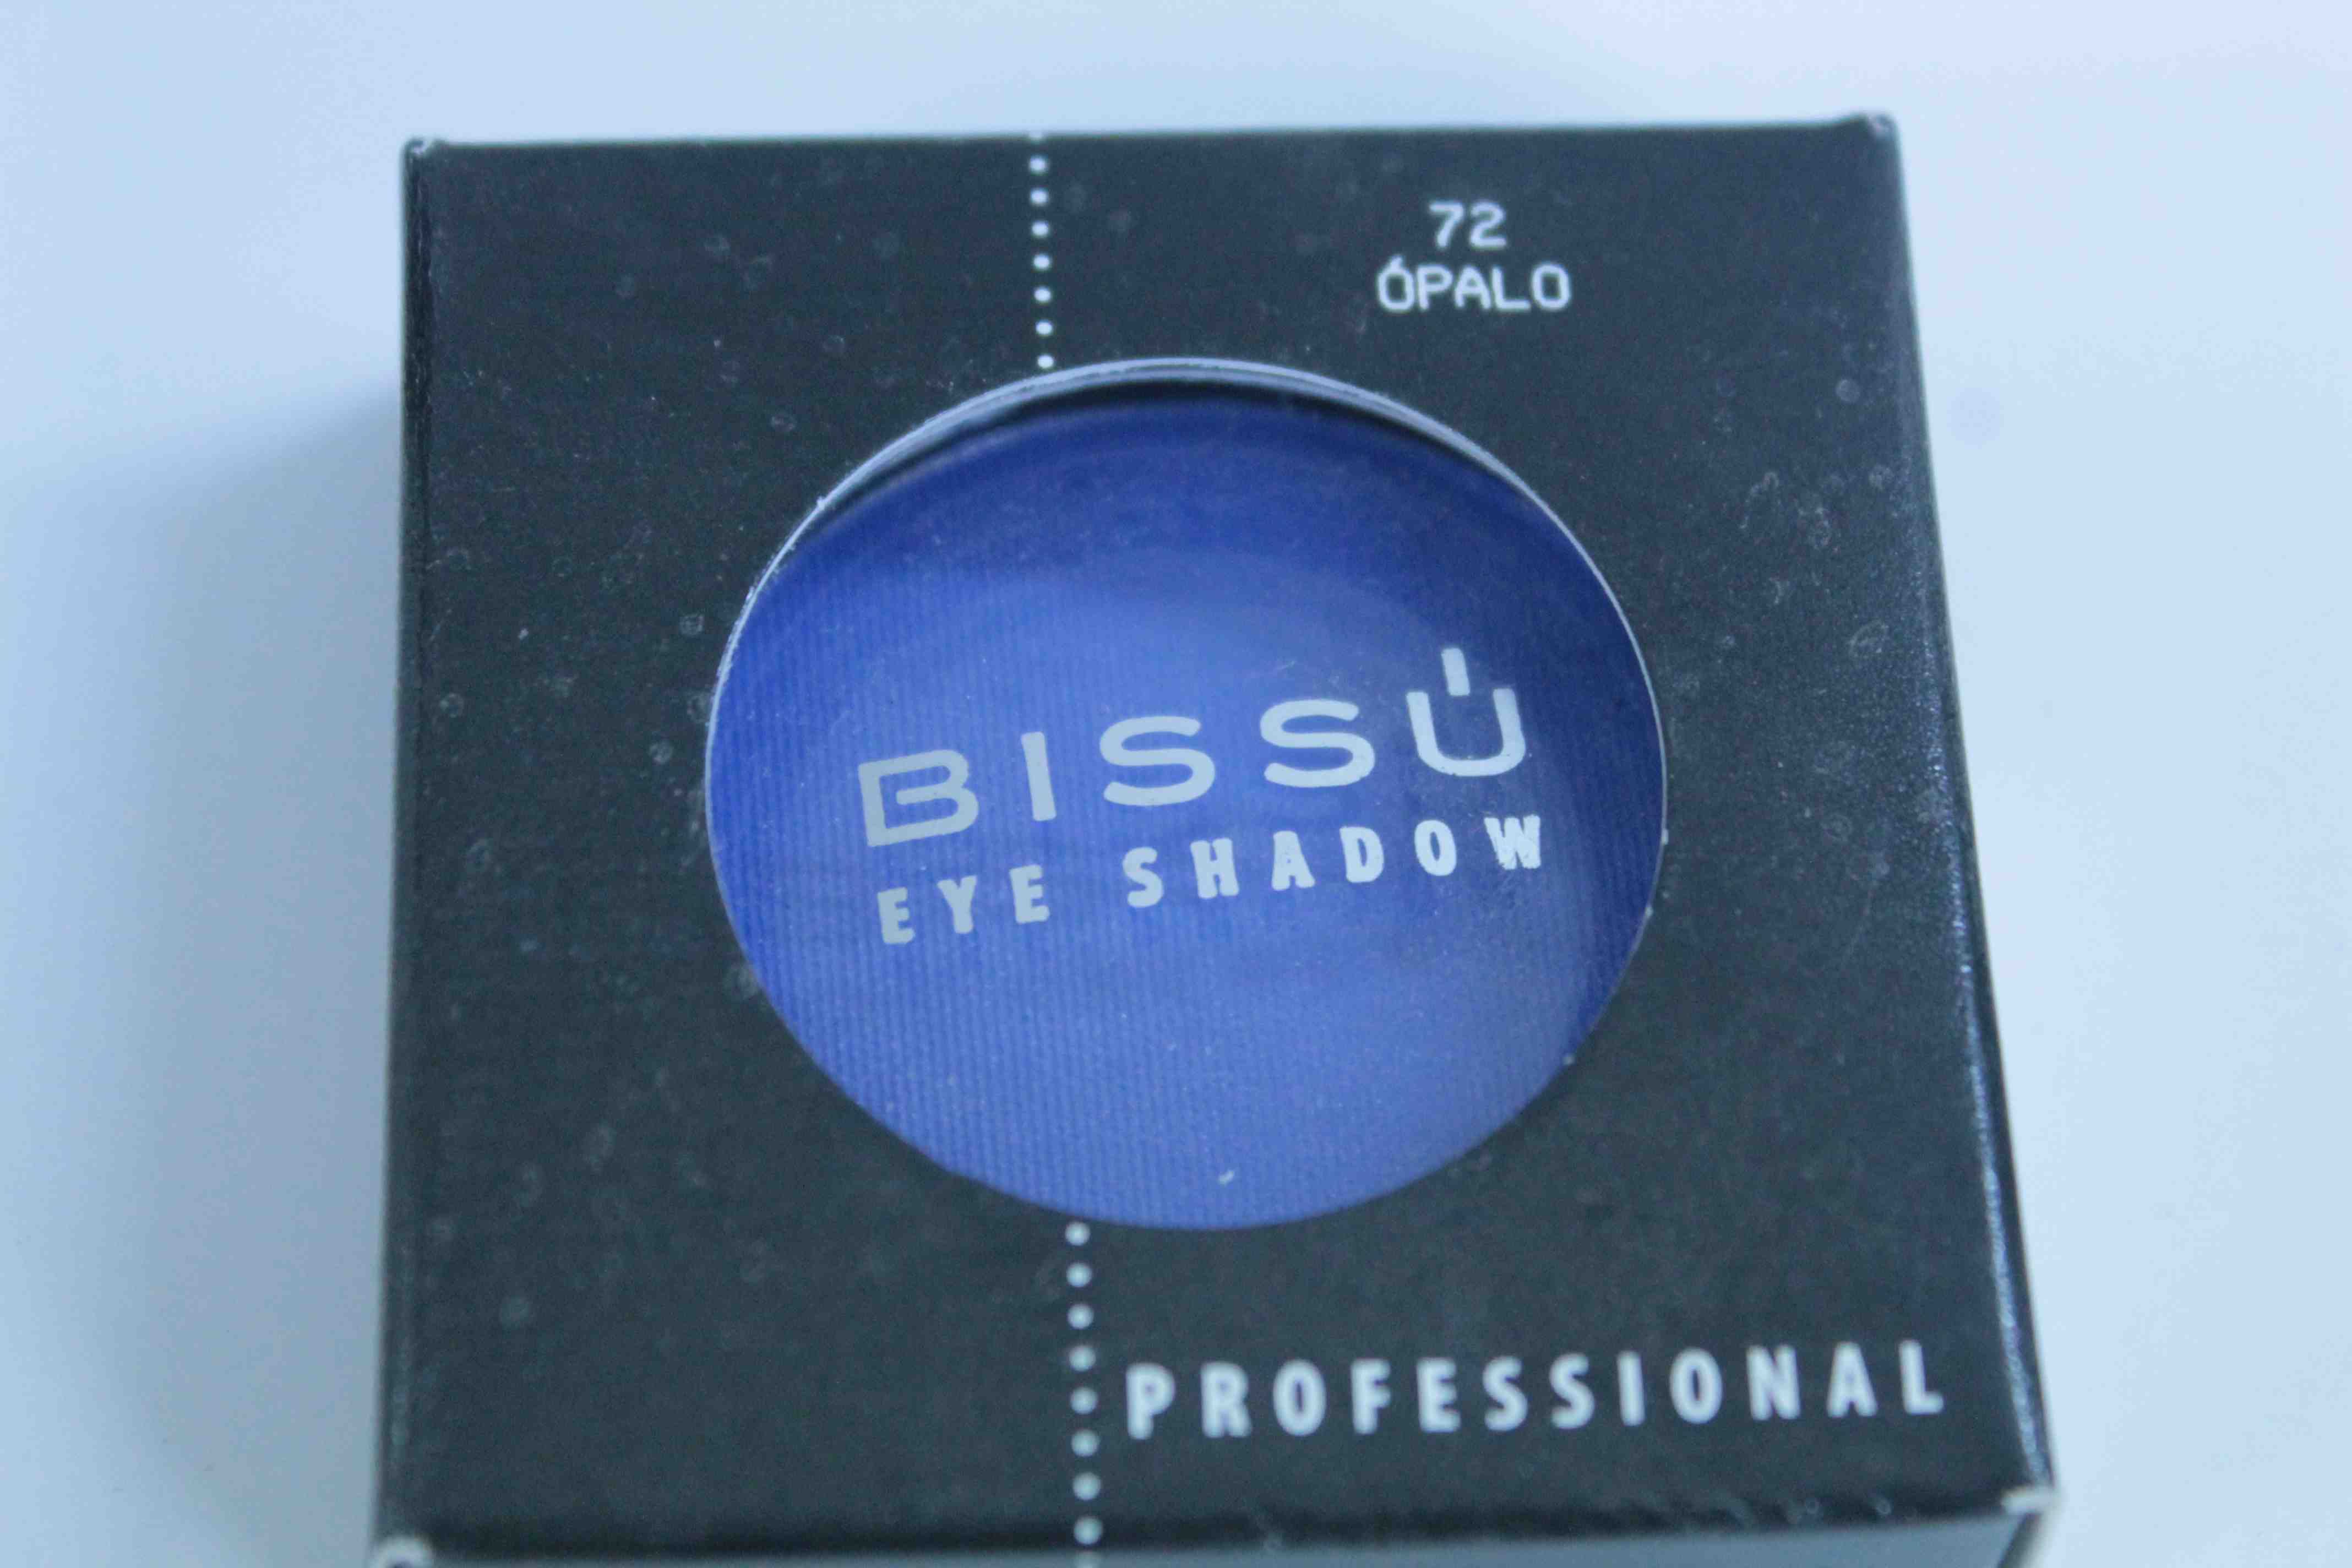 72
ÓPALO
BISSÚ
EYE SHADOW
PROFESSIONAL